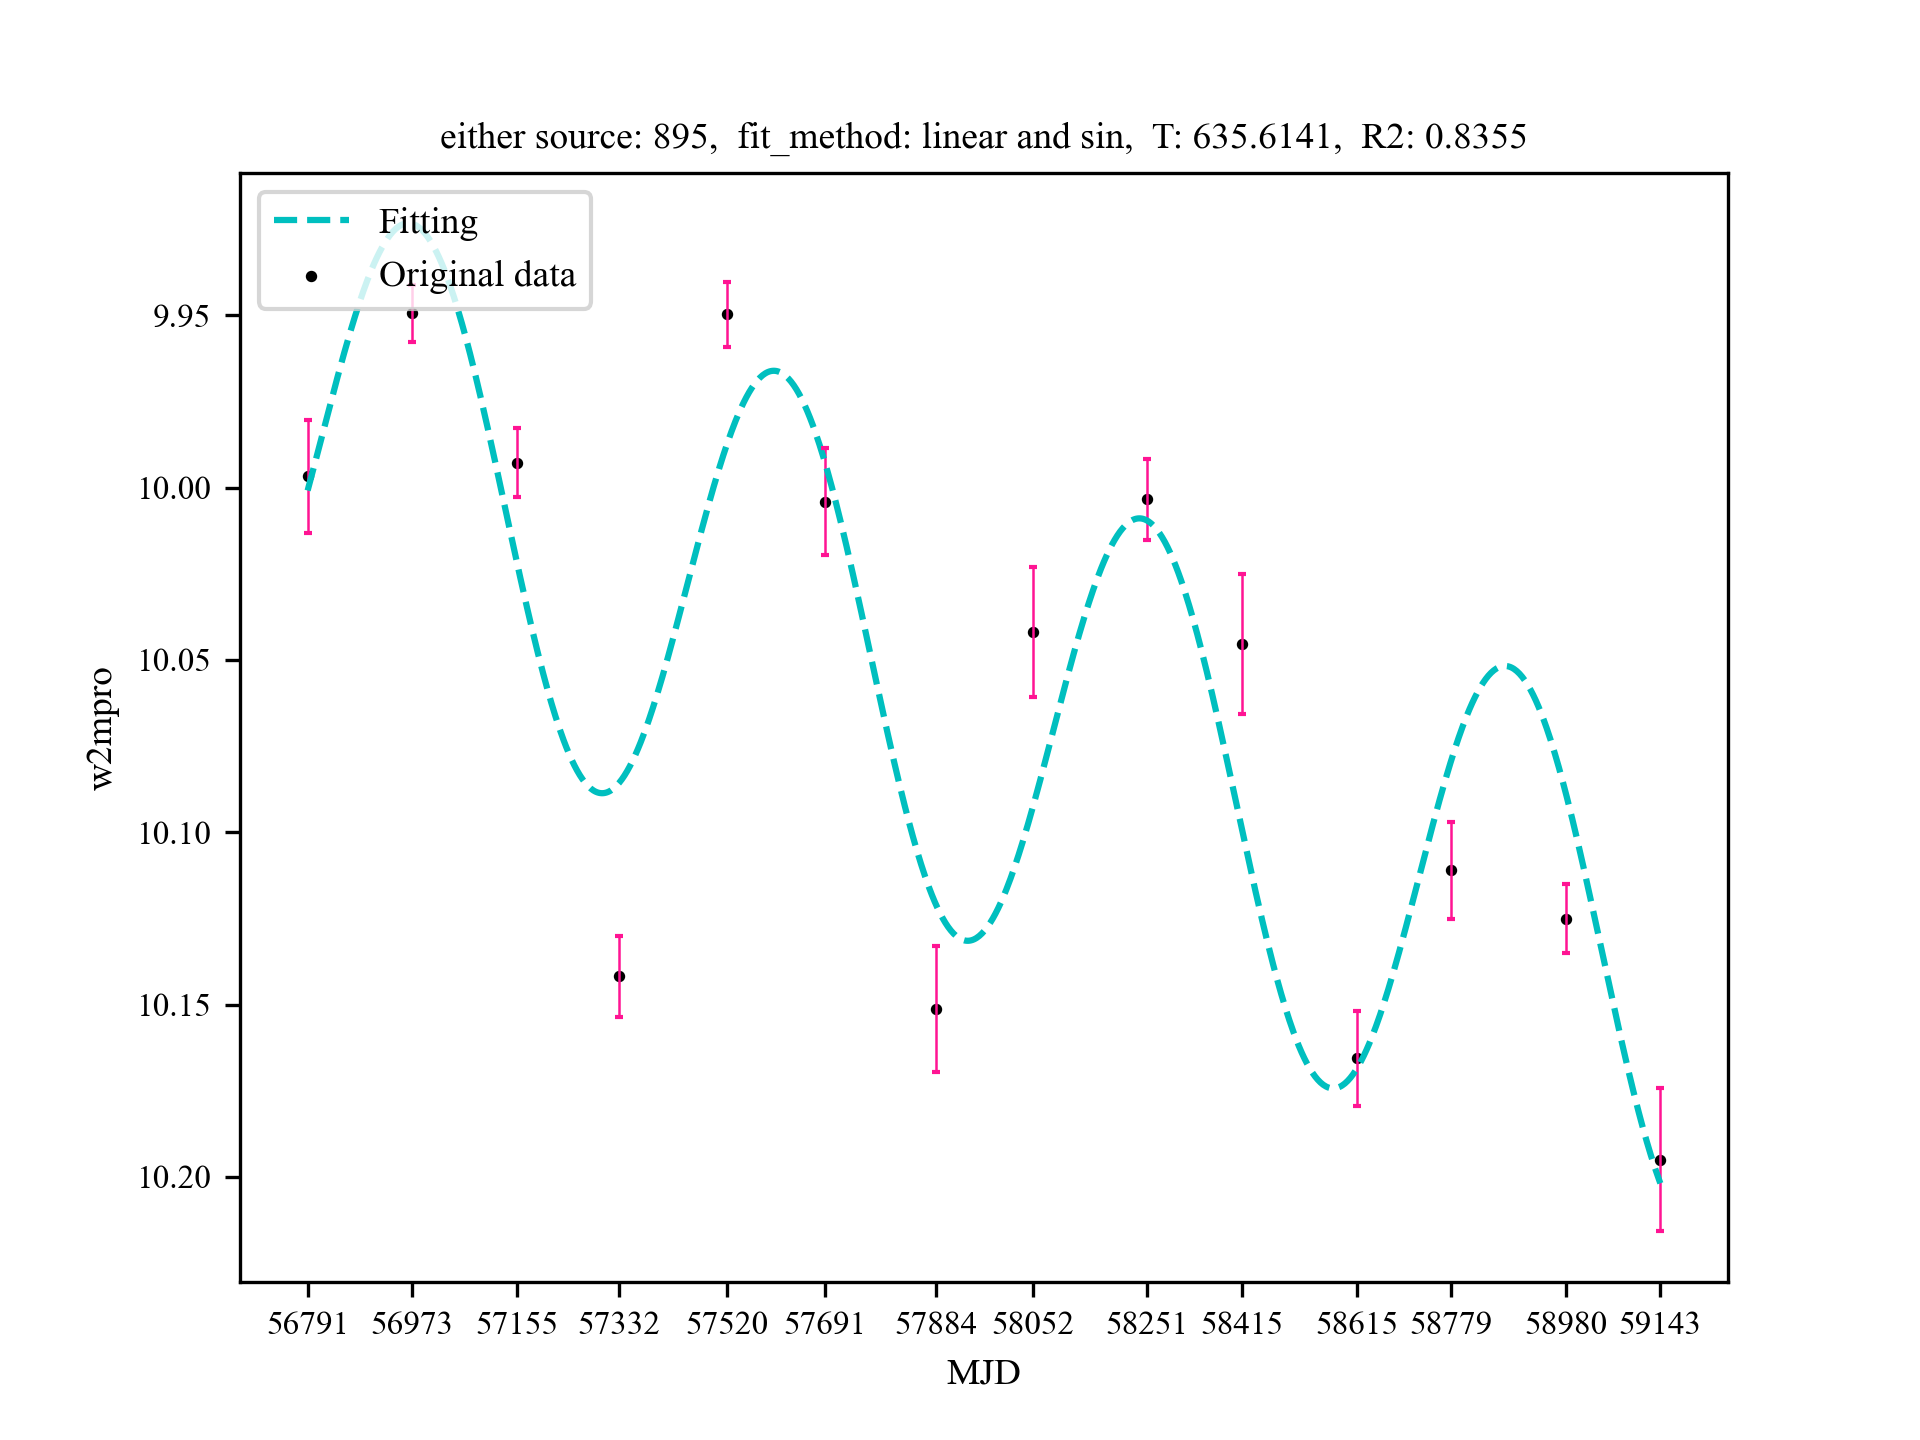 either source: 895,  fit_method: linear and sin,  T: 635.6141,  R2: 0.8355
Fitting
Original data
9.95
10.00
10.05
10.10
10.15
10.20
w2mpro
56791 56973 57155 57332 57520 57691 57884 58052 58251 58415 58615 58779 58980 59143
MJD